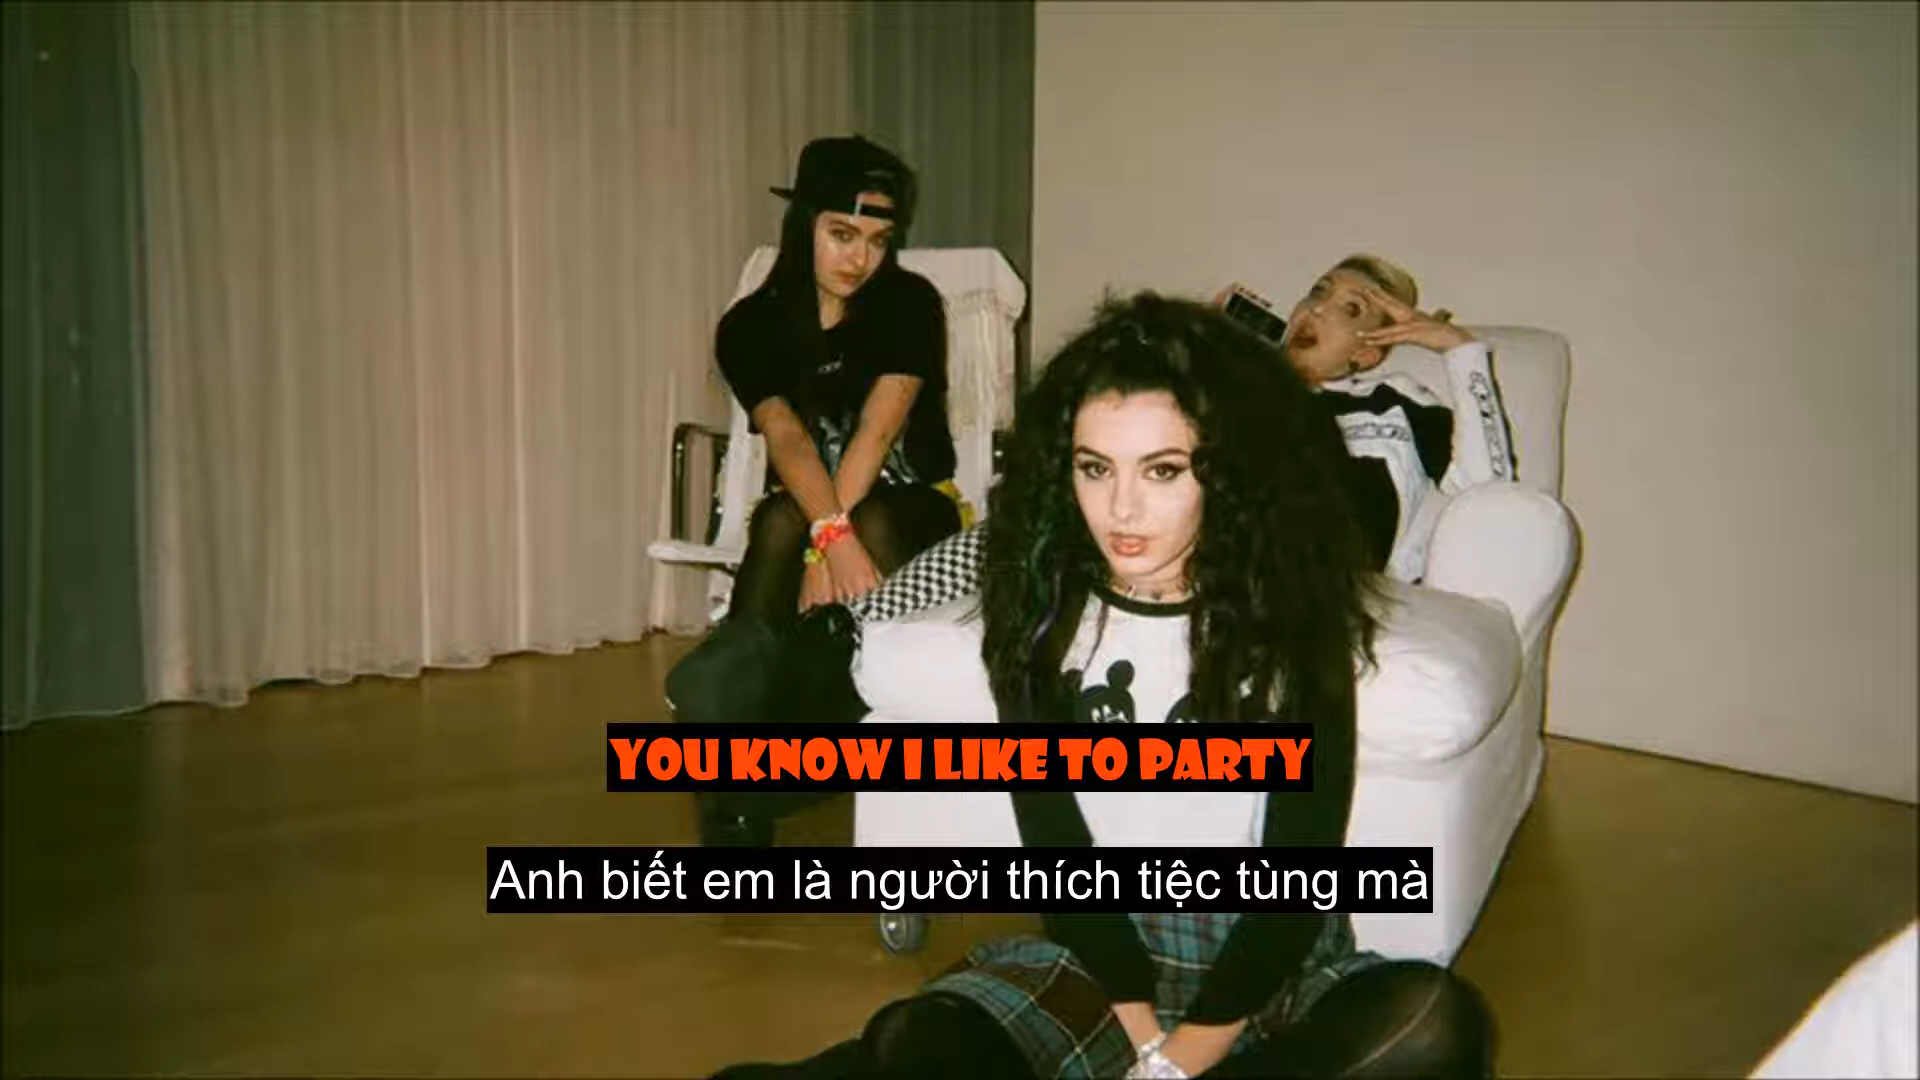 YOU KNOW I LIKE TO PARTY
Anh biết em là người thích tiệc tùng mà